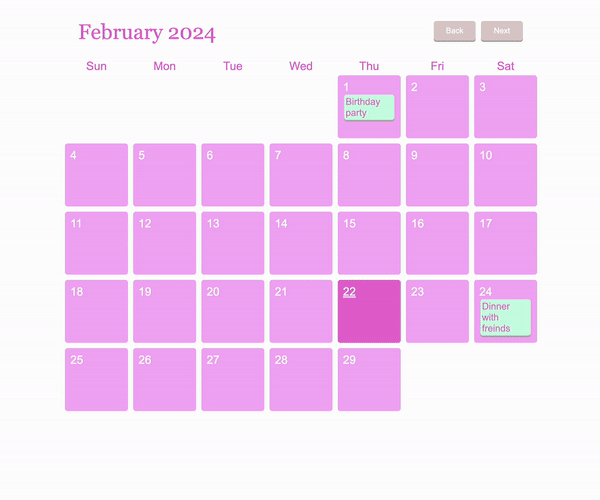 February 2024
Back Next
Sun Mon Tue Wed Thu Fri Sat
1 2 3
Birthday
party
4 5 6 7 8 9 10
11 12 13 14 15 16 17
18 19 20 21 22 23 24
Dinner
with
freinds
25 26 27 28 29